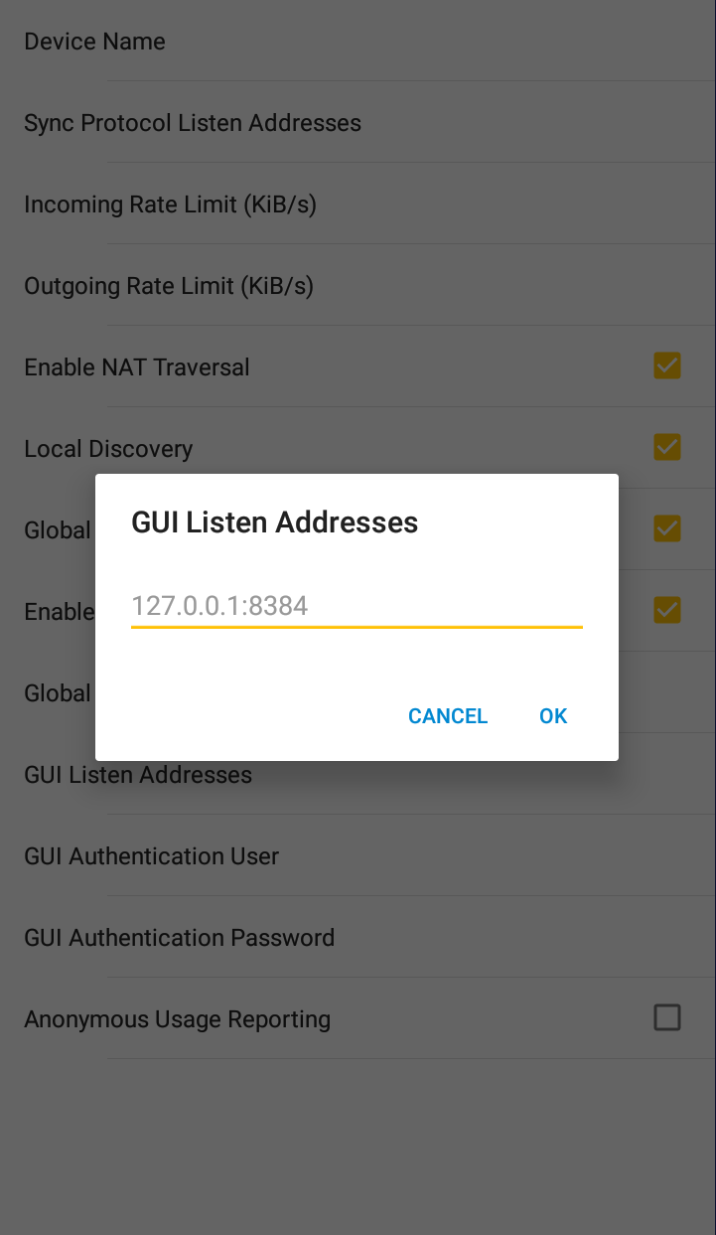 Device Name
Sync Protocol Listen Addresses
Incoming Rate Limit (KiB/s)
Outgoing Rate Limit (KiB/s)
Enable NAT Traversal
Local Discovery
Global
Enable
Global
GUI Listen Addresses
127.0.0.1:8384
CANCEL OK
GUI Listen Addresses
GUI Authentication User
GUI Authentication Password
Anonymous Usage Reporting